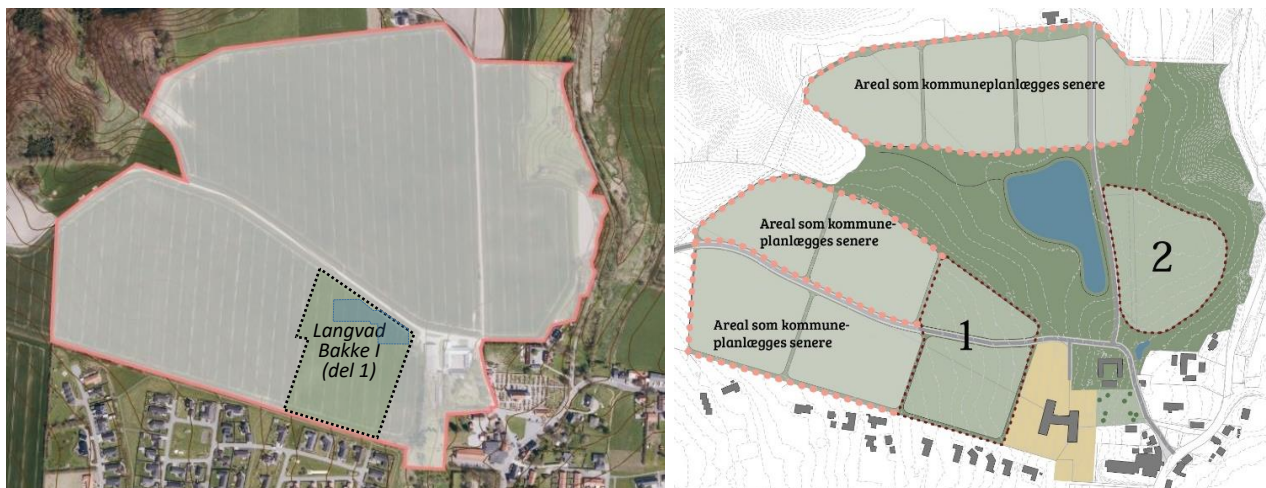 Langvad
Bakke I
(del 1)
Areal som kommuneplanlægges senere
Areal som kommune-
planlægges senere
2
Areal som kommune-
planlægges senere
1